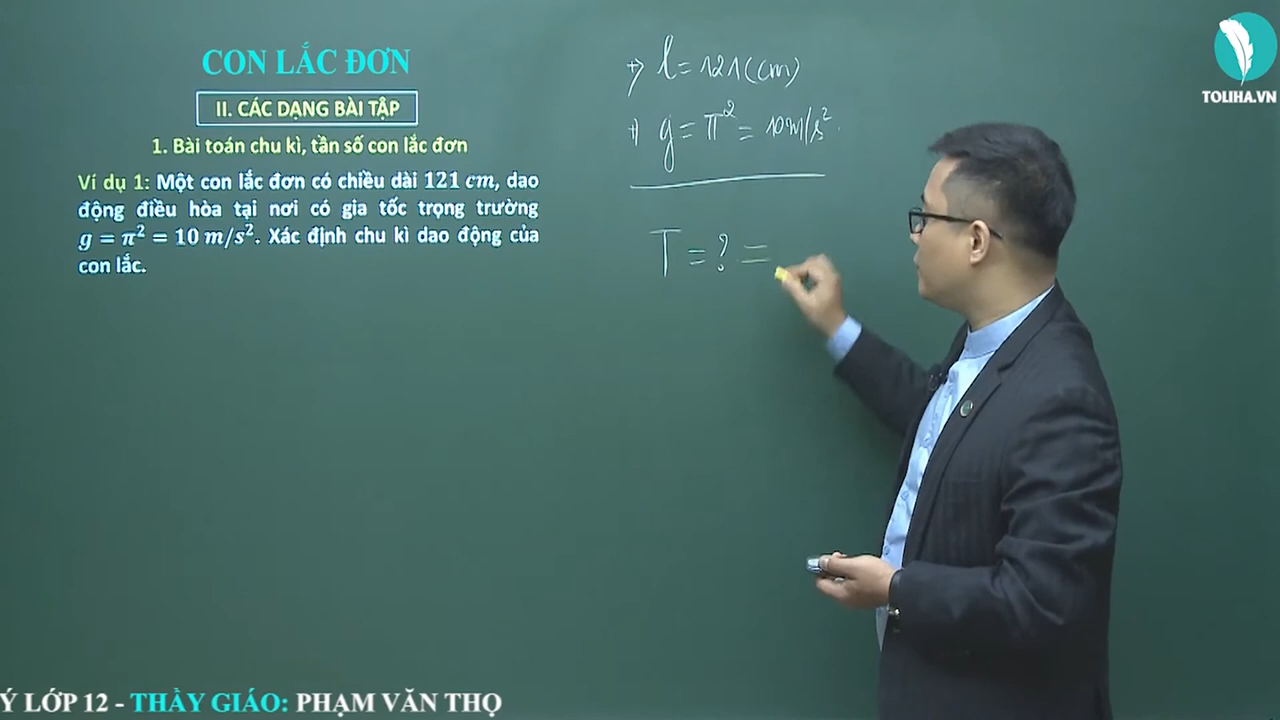 CON LẮC ĐƠN
II. CÁC DẠNG BÀI TẬP
1. Bài toán chu kì, tần số con lắc đơn
Ví dụ 1: Một con lắc đơn có chiều dài 121 cm, dao
động điều hòa tại nơi có gia tốc trọng trường
g = π² = 10 m/s². Xác định chu kì dao động của
con lắc.
+) l = 121 (cm)
+) g = π² = 10 m/s².
T = ? =
TOLIHA.VN
Ý LỚP 12 - THẦY GIÁO: PHẠM VĂN THỌ